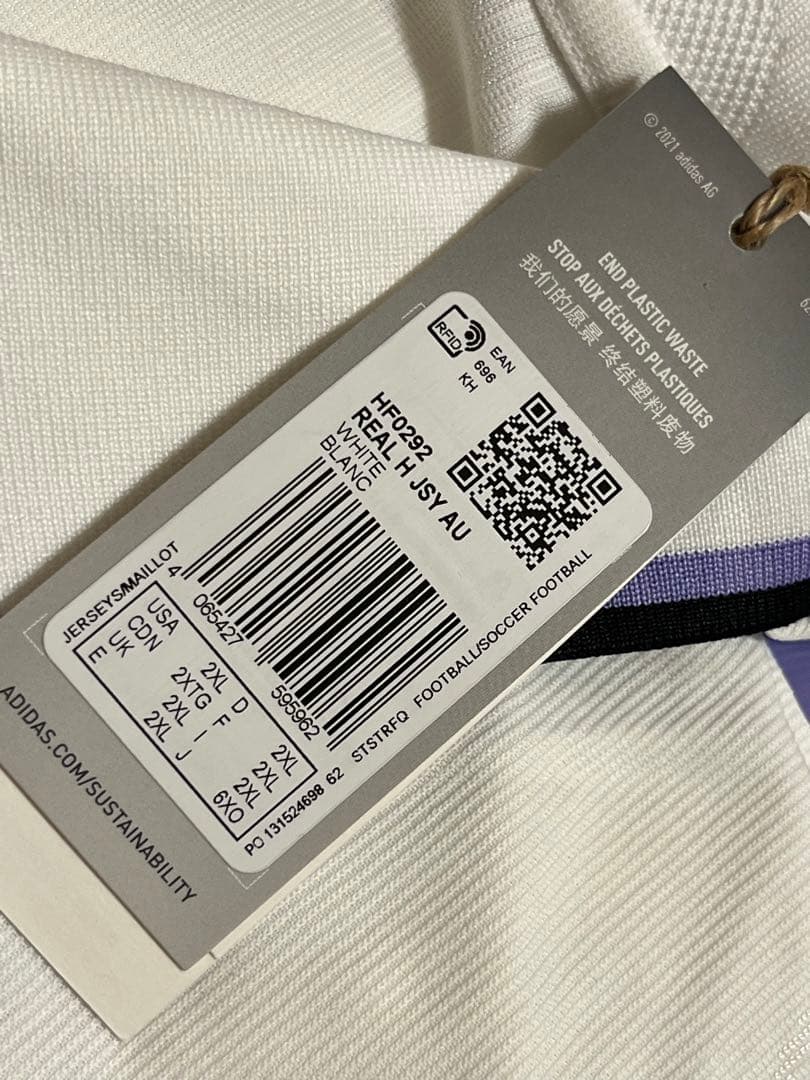 © 2021 adidas AG
END PLASTIC WASTE
STOP AUX DÉCHETS PLASTIQUES
我们的愿景 终结塑料废物
RFID
EAN
696
KH
HF0292
REAL H JSY AU
WHITE
BLANC
JERSEYS/MAILLOT
4 065427 595962
FOOTBALL/SOCCER FOOTBALL
USA 2XL D 2XL
CDN 2XTG F 2XL
UK 2XL I 2XL
E 2XL J 6XO
PO 131524698 62 STSTRFQ
ADIDAS.COM/SUSTAINABILITY
62